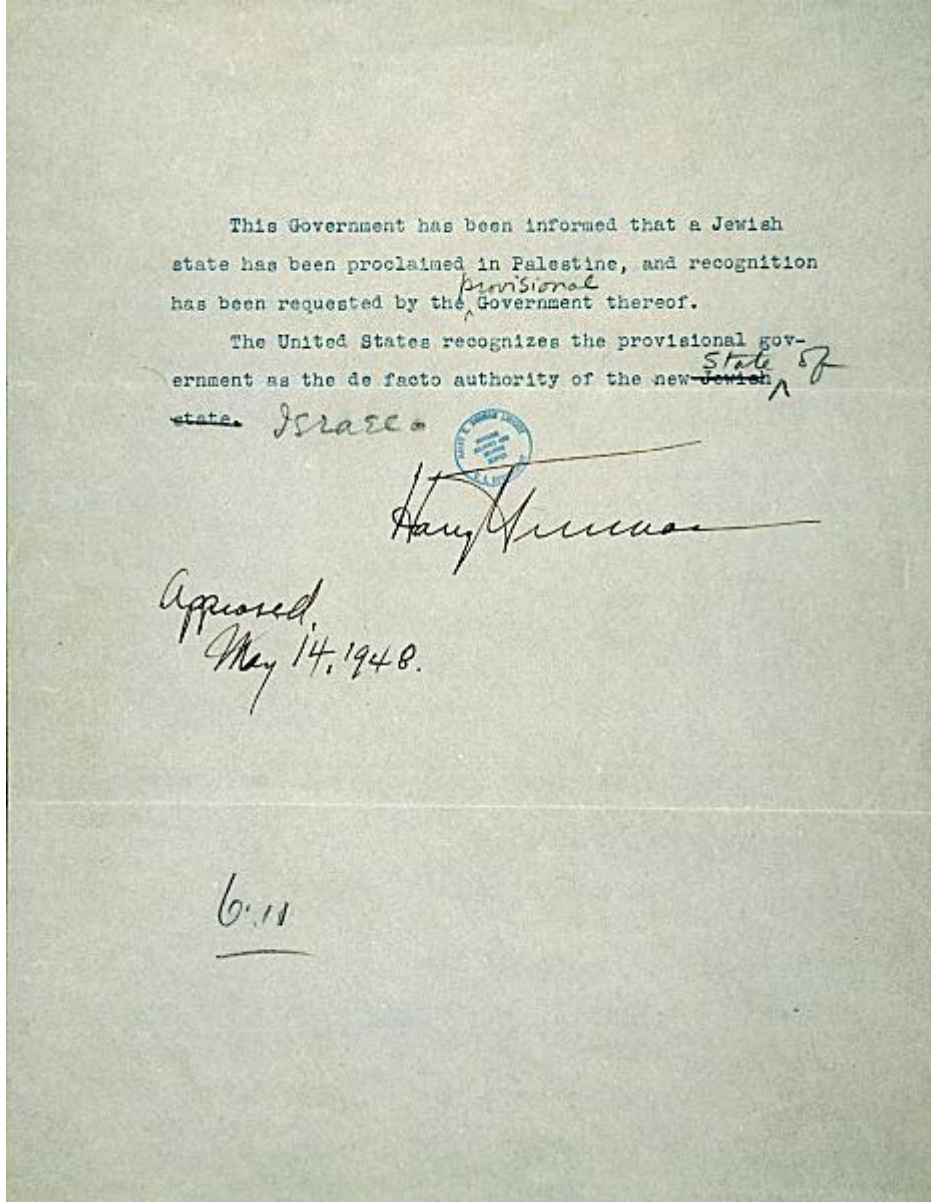 This Government has been informed that a Jewish
state has been proclaimed in Palestine, and recognition
provisional
has been requested by the Government thereof.
The United States recognizes the provisional gov-
State of
ernment as the de facto authority of the new Jewish
state. Israel.
Harry Truman
Approved,
May 14, 1948.
6.11